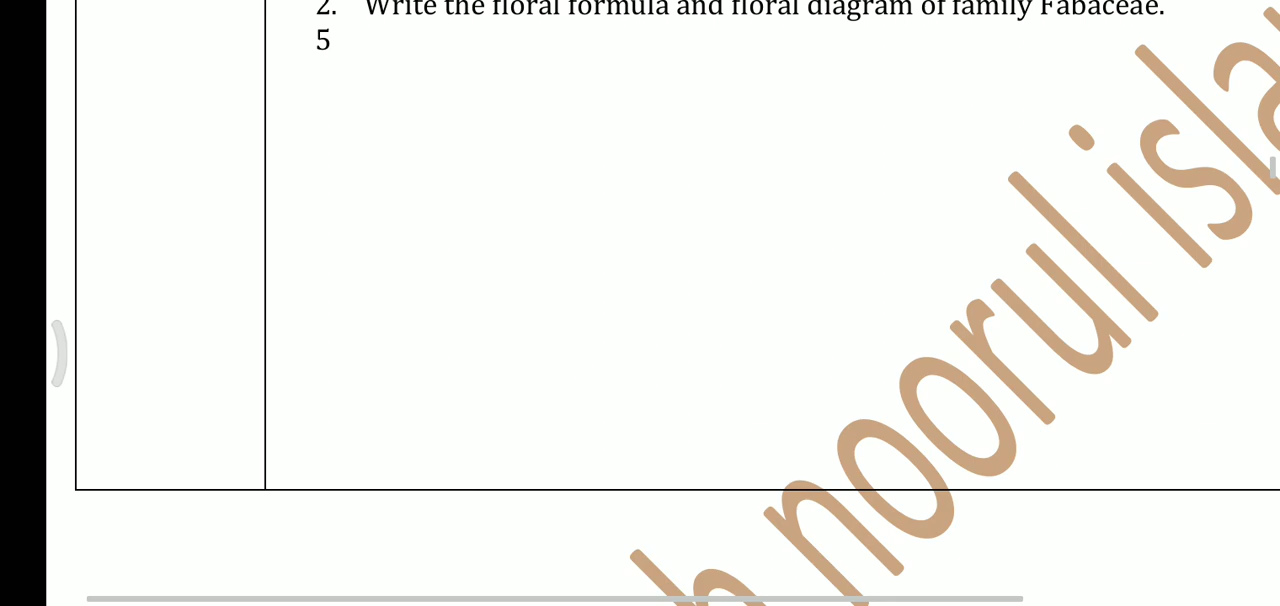 2. Write the floral formula and floral diagram of family Fabaceae.
5
noorul isla